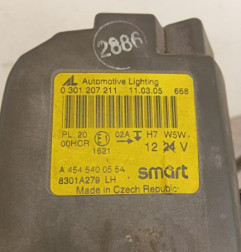 2886
AL Automotive Lighting
0 301 207 211 11.03.05 668
PL 20 E1 02A H7 W5W
00HCR 1621 12 24 V
A 454 540 05 54 smart
8301A279 LH
Made in Czech Republic